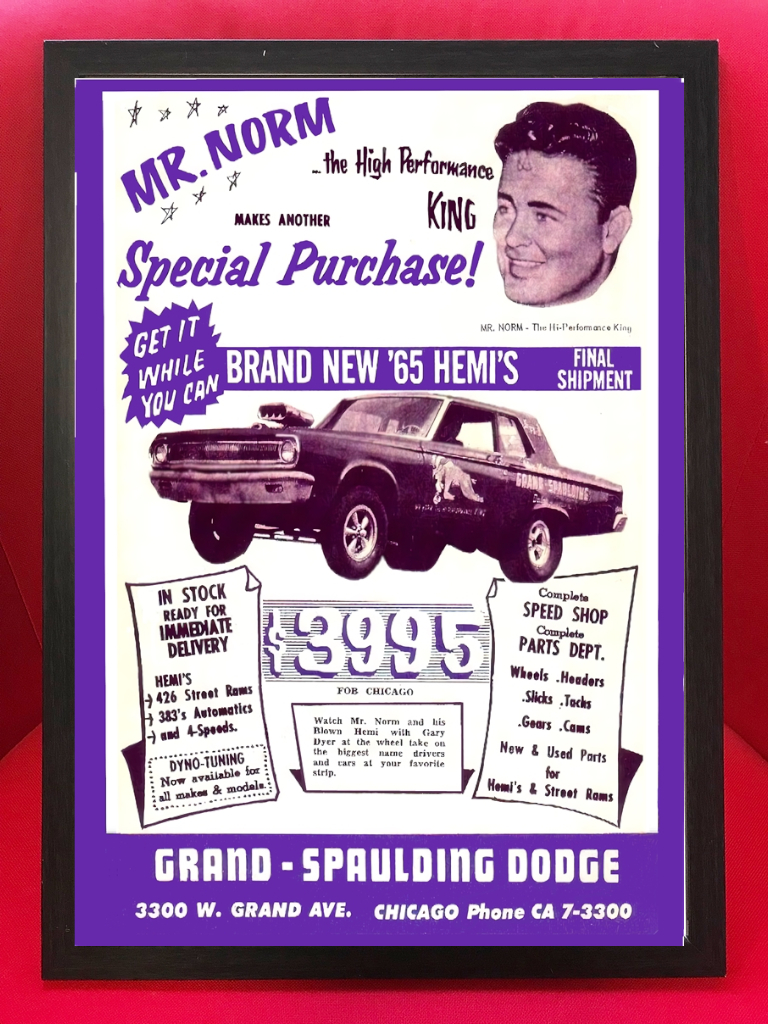 MR. NORM
...the High Performance
KING
MAKES ANOTHER
Special Purchase!
MR. NORM - The Hi-Performance King
GET IT
WHILE
YOU CAN
BRAND NEW '65 HEMI'S
FINAL
SHIPMENT
GRAND-SPAULDING
IN STOCK
READY FOR
IMMEDIATE
DELIVERY
HEMI'S
426 Street Rams
383's Automatics
and 4-Speeds.
DYNO-TUNING
Now available for
all makes & models.
$3995
FOB CHICAGO
Watch Mr. Norm and his
Blown Hemi with Gary
Dyer at the wheel take on
the biggest name drivers
and cars at your favorite
strip.
Complete
SPEED SHOP
Complete
PARTS DEPT.
Wheels .Headers
.Slicks .Tachs
.Gears .Cams
New & Used Parts
for
Hemi's & Street Rams
GRAND - SPAULDING DODGE
3300 W. GRAND AVE. CHICAGO Phone CA 7-3300